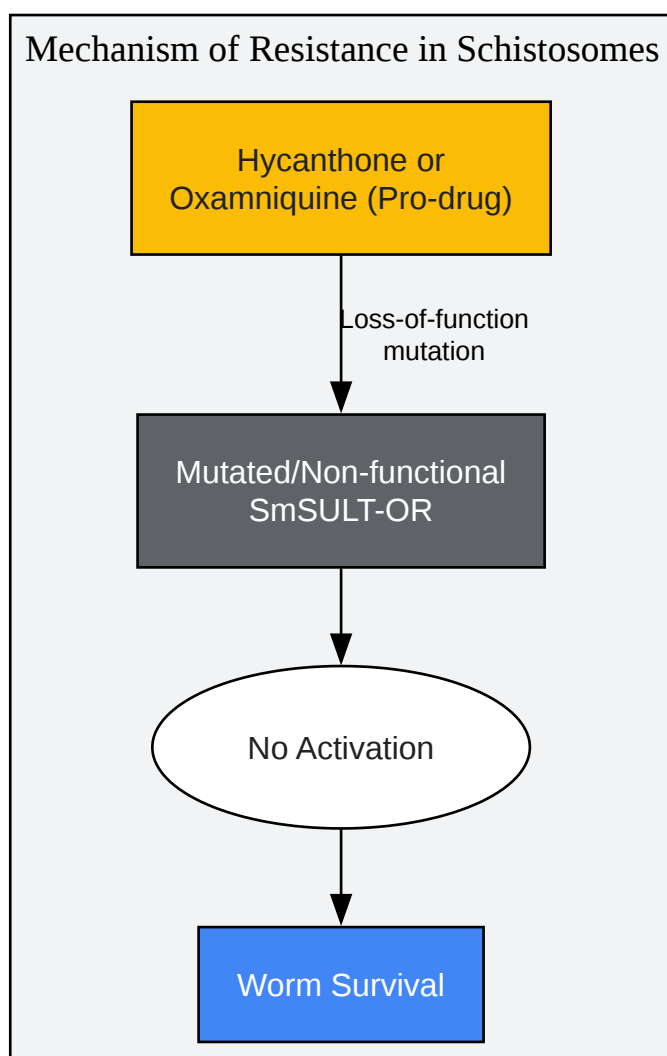 Mechanism of Resistance in Schistosomes
Hycanthone or
Oxamniquine (Pro-drug)
Loss-of-function
mutation
Mutated/Non-functional
SmSULT-OR
No Activation
Worm Survival